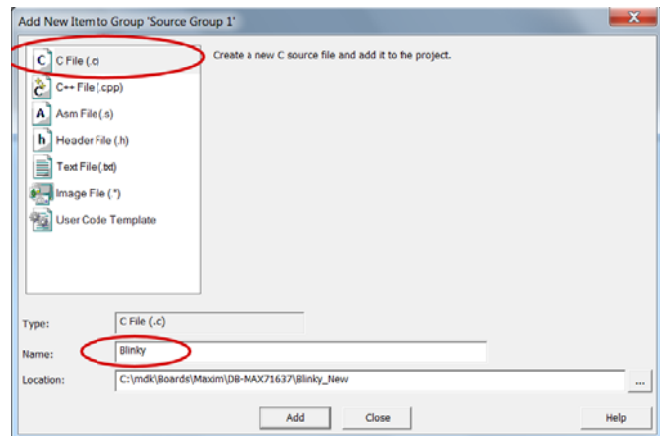 Add New Item to Group 'Source Group 1'
C File (.c
Create a new C source file and add it to he project.
C++ File(.cpp)
Asm File(.s)
Header File (.h)
Text File(.txt)
Image File (.*)
User Code Template
Type:
C File (.c)
Name:
Blinky
Location:
C:\mdk\Boards\Maxim\DB-MAX71637\Blinky_New
...
Add
Close
Help